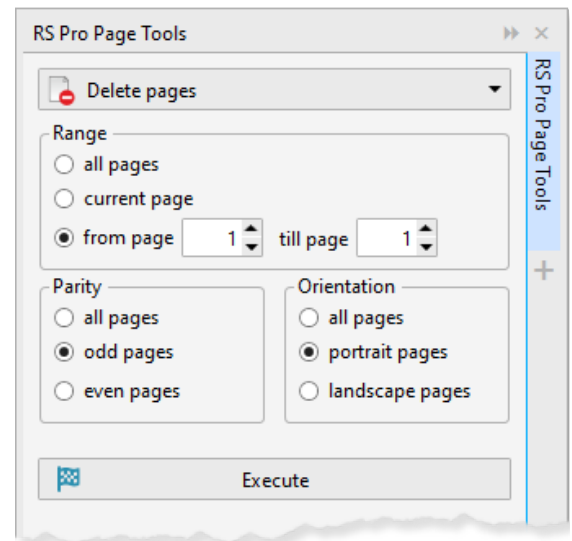 RS Pro Page Tools
Delete pages
RS Pro Page Tools
Range
all pages
current page
from page 1 till page 1
Parity
all pages
odd pages
even pages
Orientation
all pages
portrait pages
landscape pages
Execute